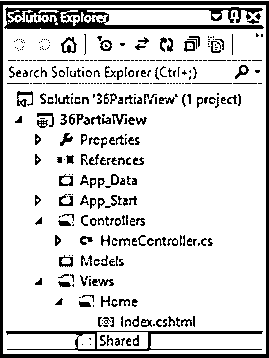 Solution Explorer
Search Solution Explorer (Ctrl+;)
Solution '36PartialView' (1 project)
36PartialView
Properties
References
App_Data
App_Start
Controllers
HomeController.cs
Models
Views
Home
Index.cshtml
Shared